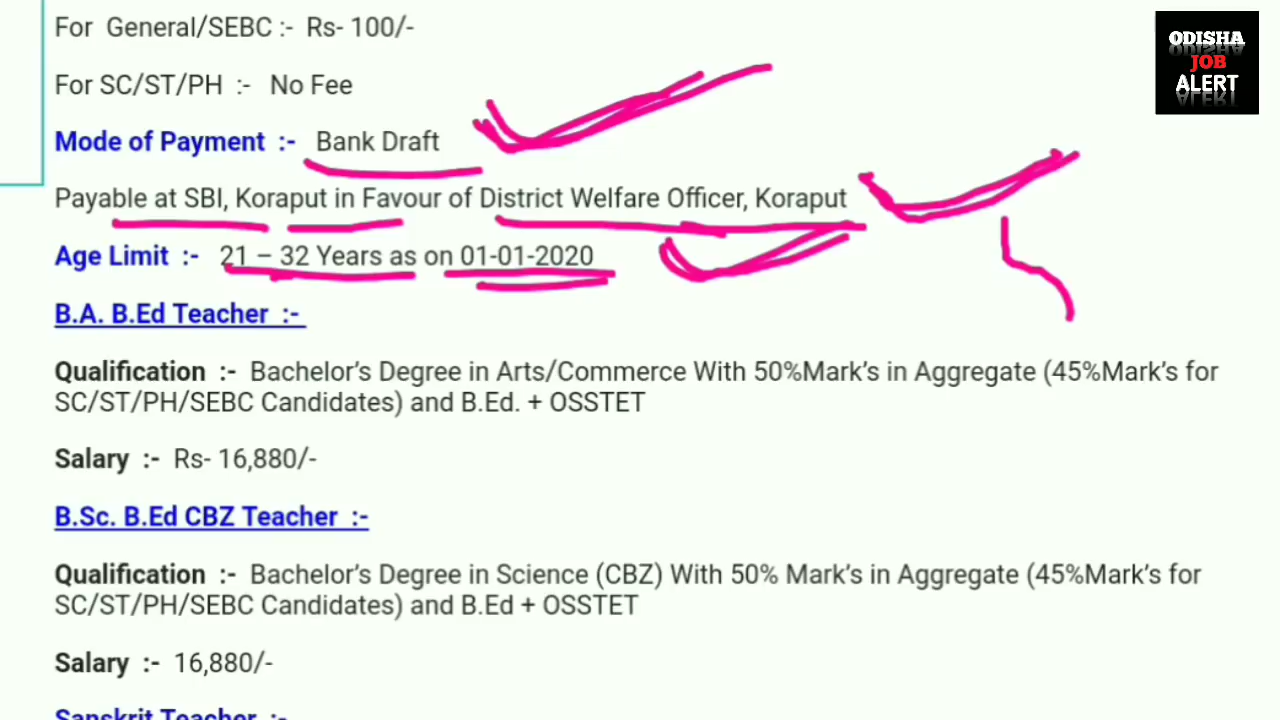 For General/SEBC :- Rs- 100/-
ODISHA
JOB
ALERT
For SC/ST/PH :- No Fee
Mode of Payment :- Bank Draft
Payable at SBI, Koraput in Favour of District Welfare Officer, Koraput
Age Limit :- 21 – 32 Years as on 01-01-2020
B.A. B.Ed Teacher :-
Qualification :- Bachelor’s Degree in Arts/Commerce With 50%Mark’s in Aggregate (45%Mark’s for
SC/ST/PH/SEBC Candidates) and B.Ed. + OSSTET
Salary :- Rs- 16,880/-
B.Sc. B.Ed CBZ Teacher :-
Qualification :- Bachelor’s Degree in Science (CBZ) With 50% Mark’s in Aggregate (45%Mark’s for
SC/ST/PH/SEBC Candidates) and B.Ed + OSSTET
Salary :- 16,880/-
Sanskrit Teacher :-